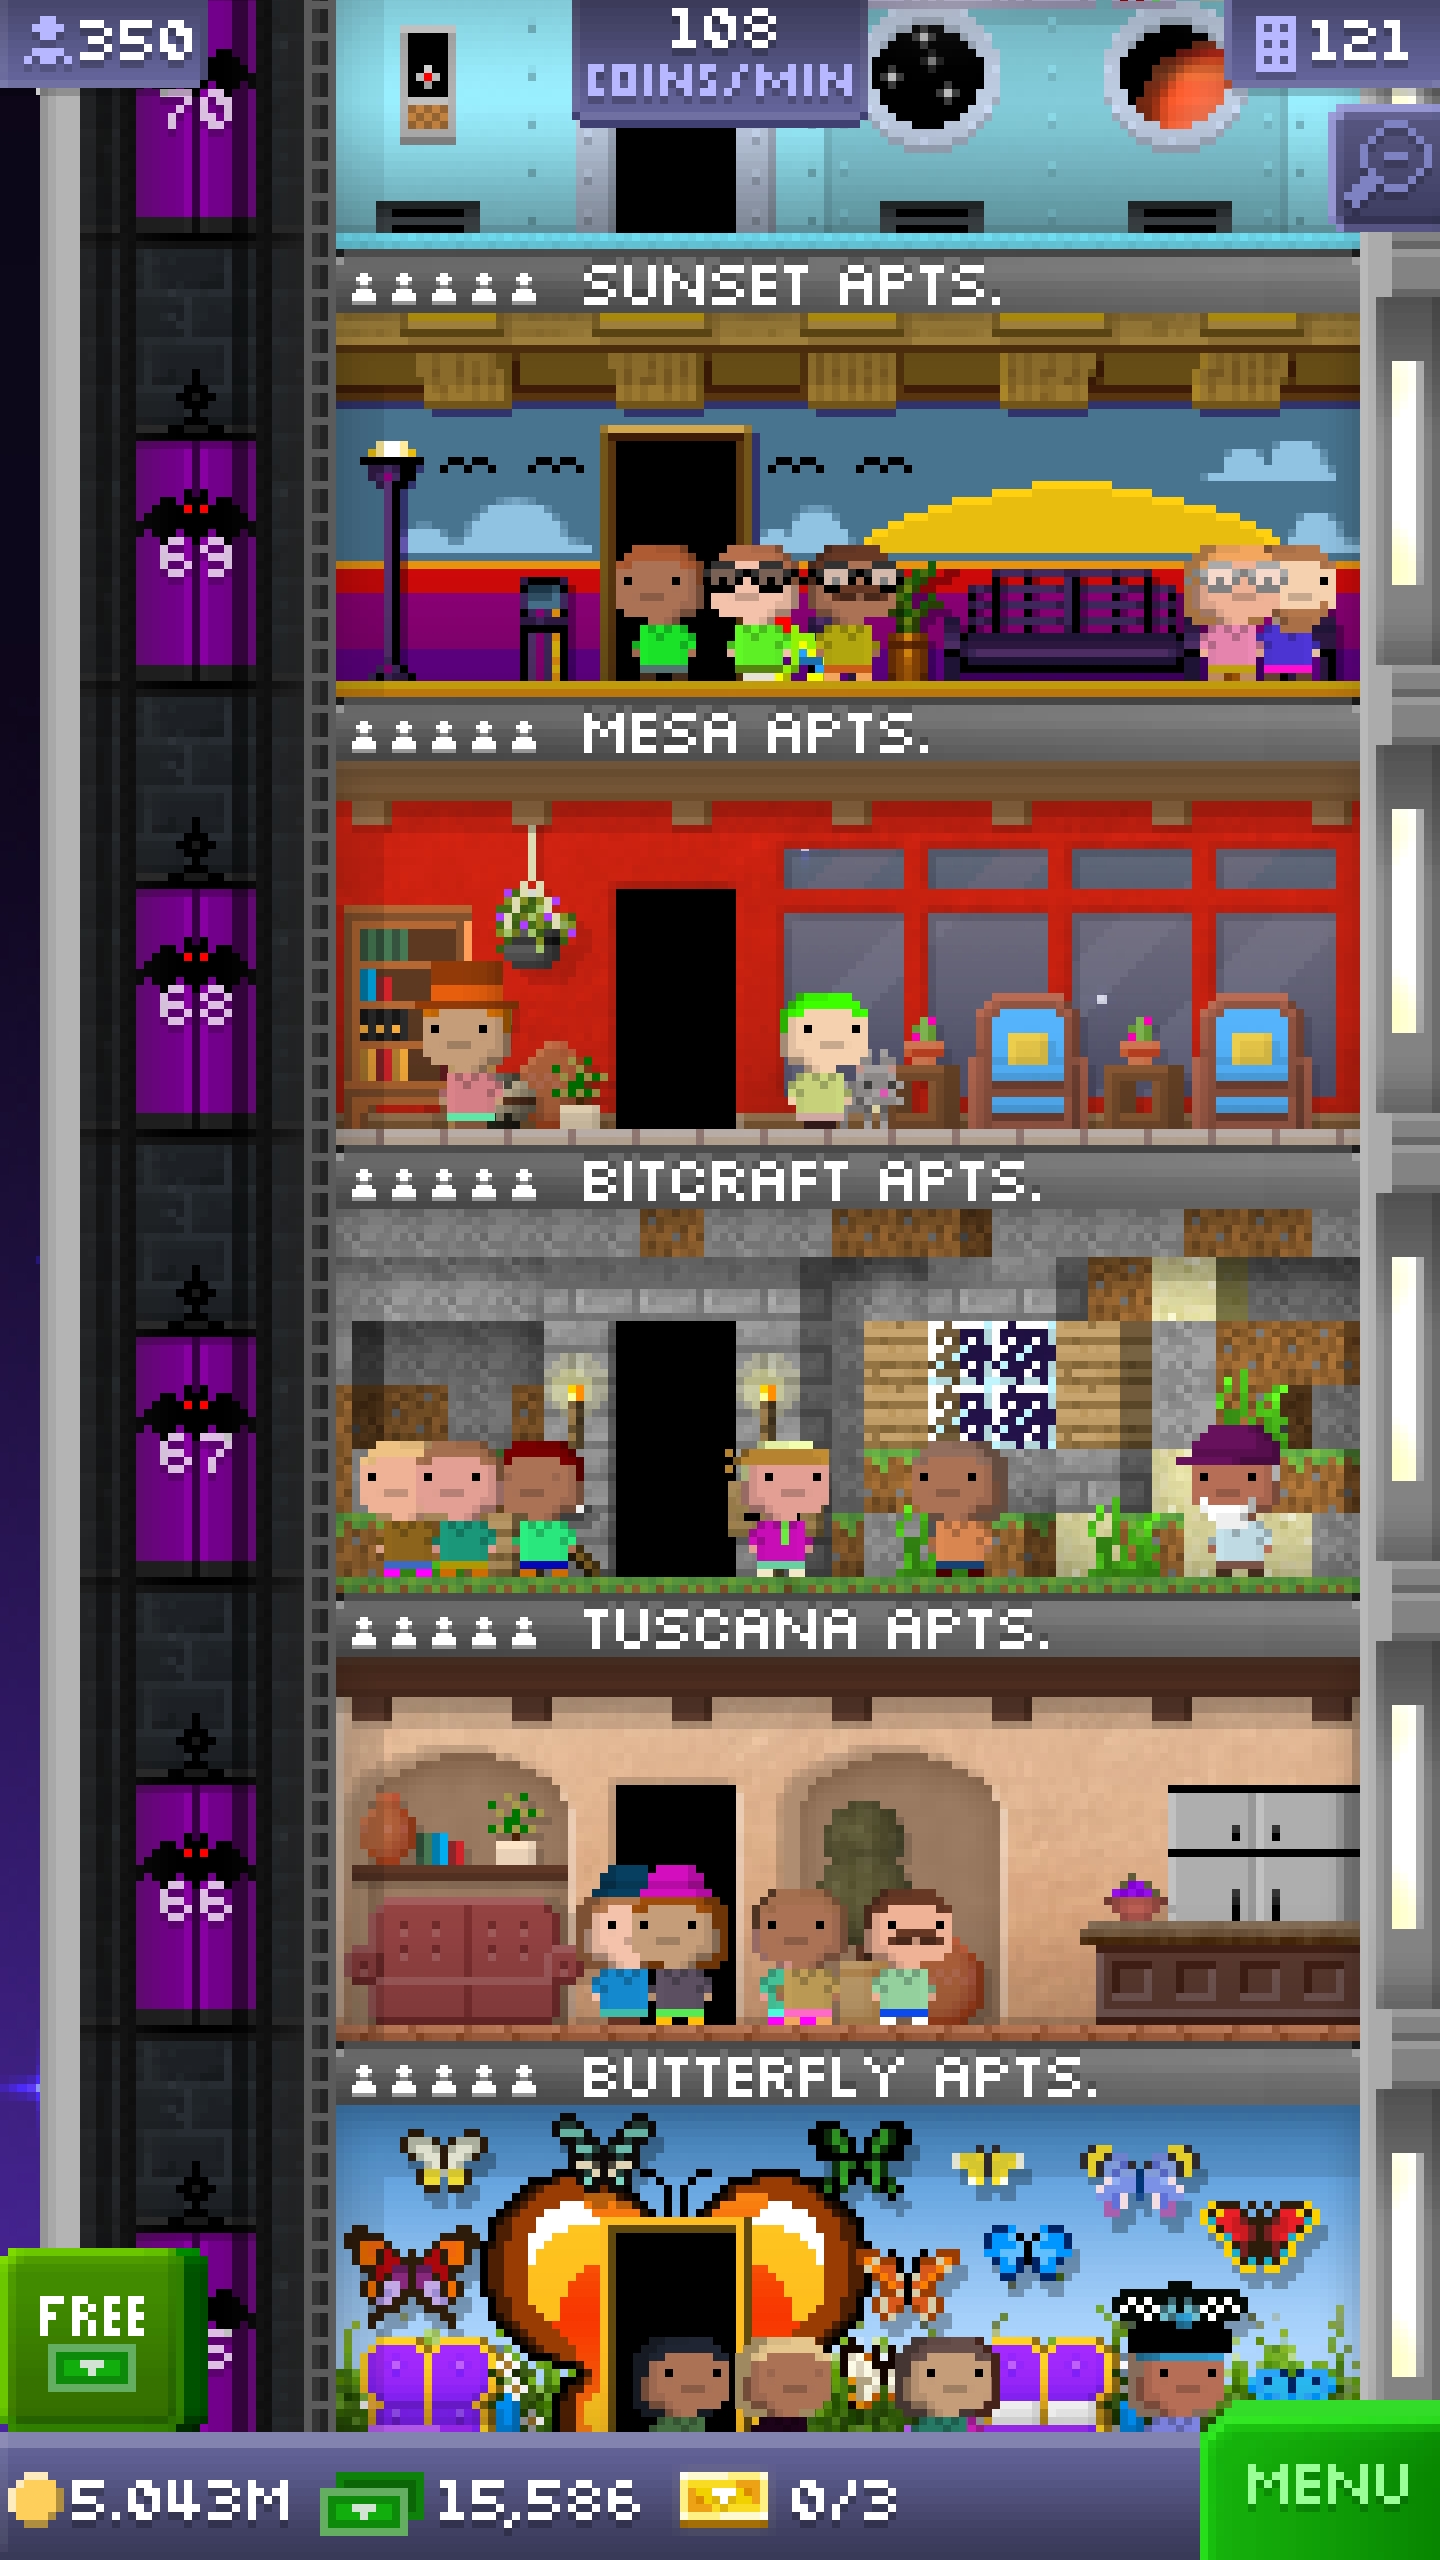 350
108
COINS/MIN
121
70
SUNSET APTS.
69
MESA APTS.
68
BITCRAFT APTS.
67
TUSCANA APTS.
66
BUTTERFLY APTS.
FREE
5.043M
15,586
0/3
MENU